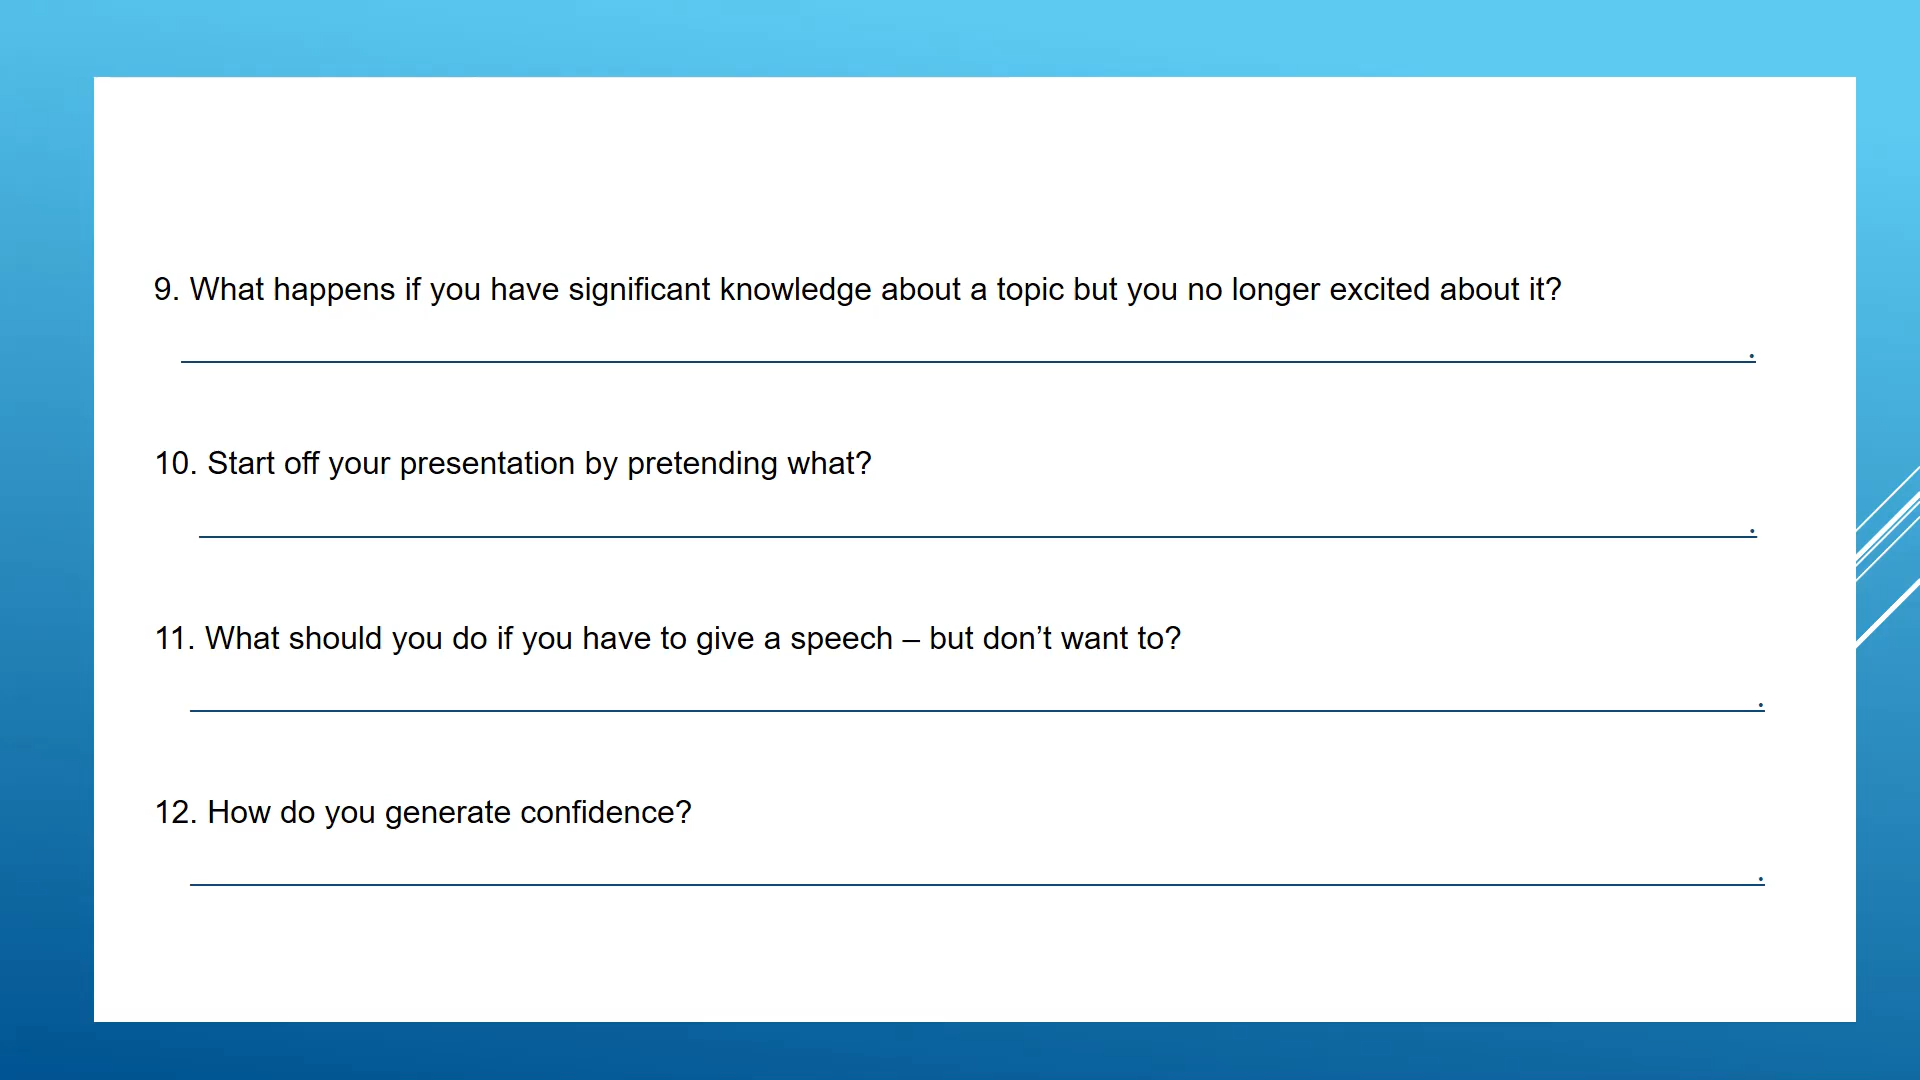 9. What happens if you have significant knowledge about a topic but you no longer excited about it?
.
10. Start off your presentation by pretending what?
.
11. What should you do if you have to give a speech – but don’t want to?
.
12. How do you generate confidence?
.